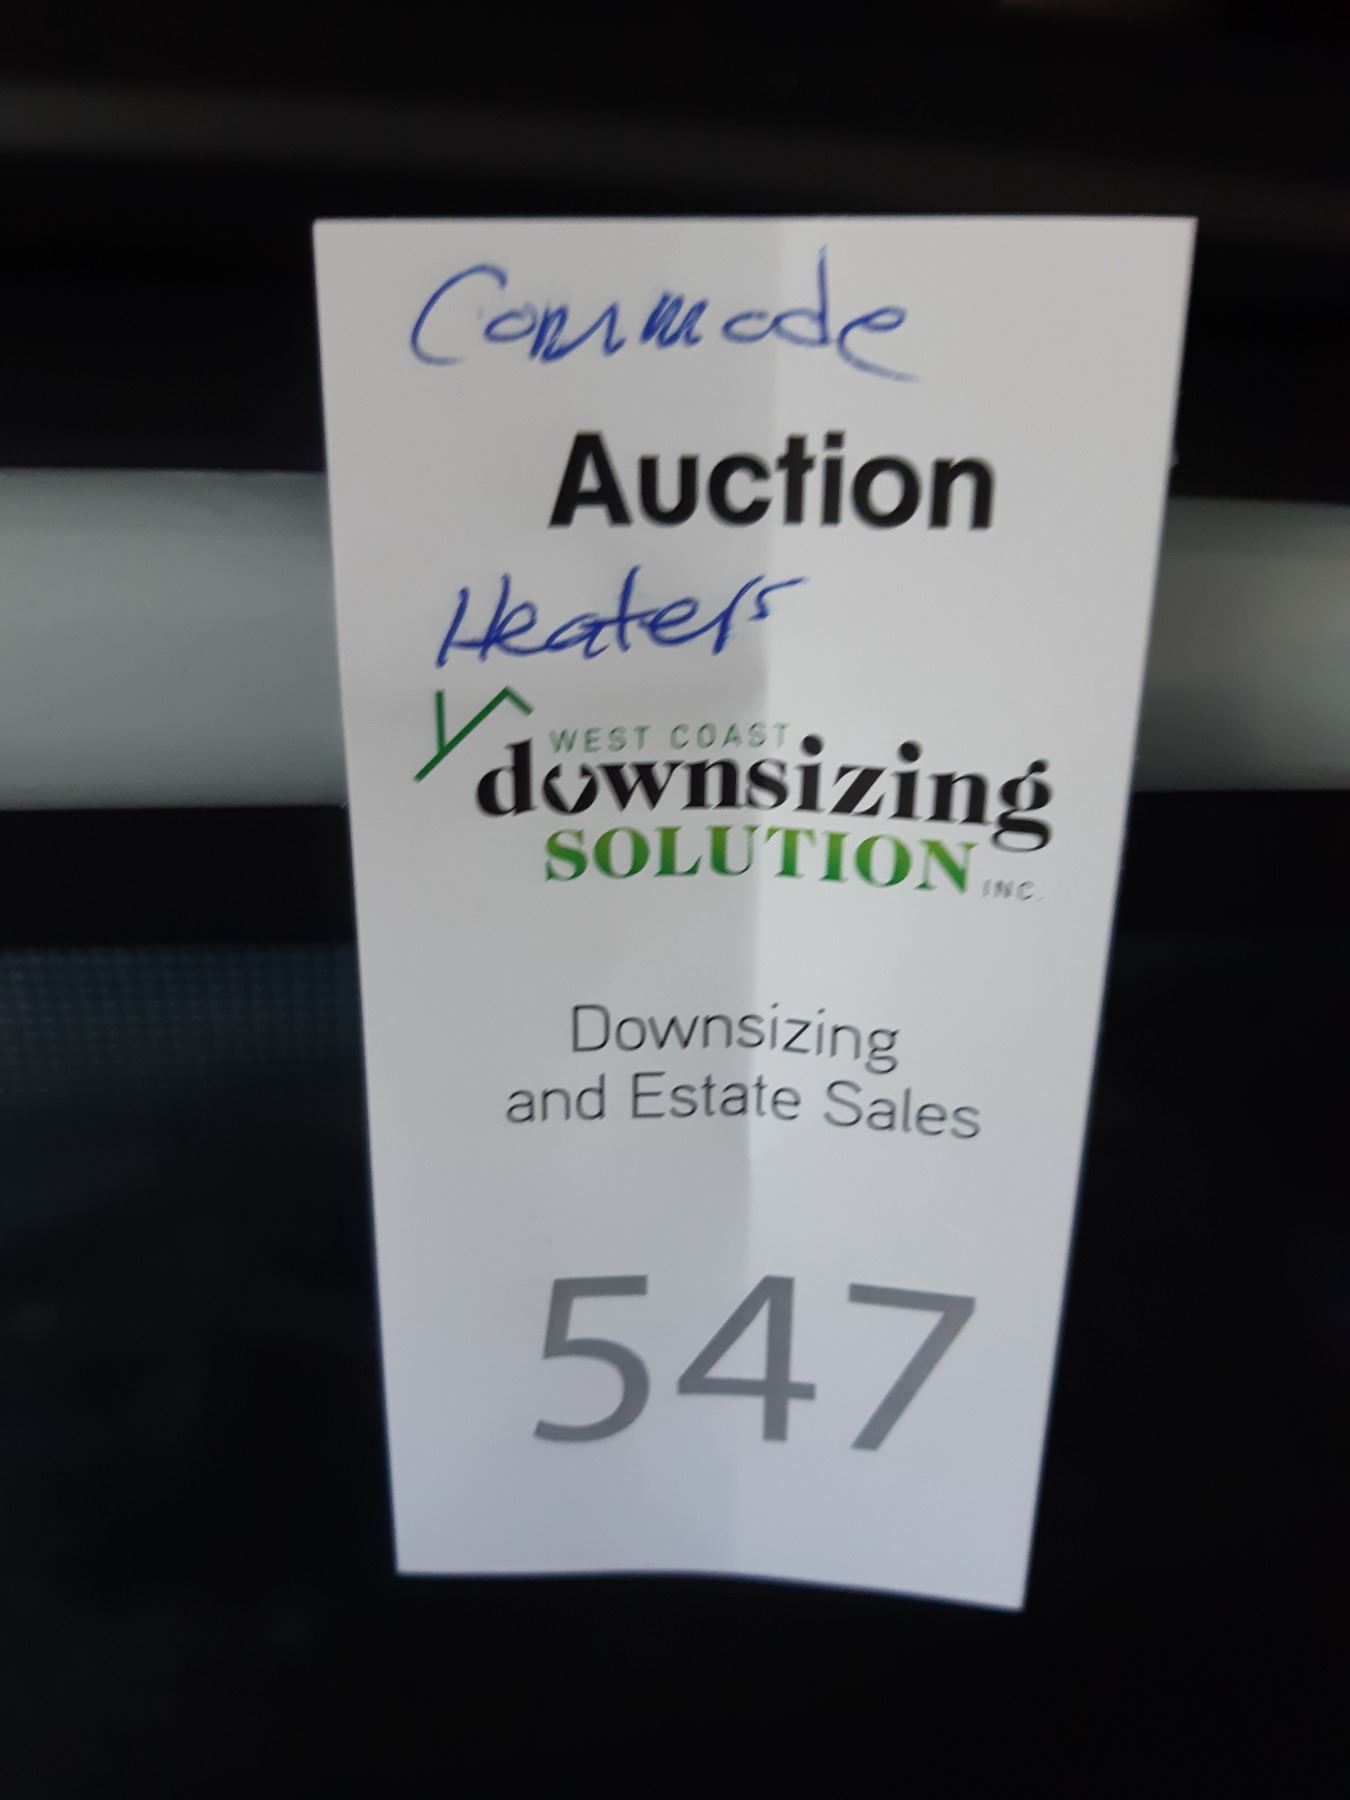 Commode
Auction
Heaters
WEST COAST
downsizing
SOLUTION INC.
Downsizing
and Estate Sales
547